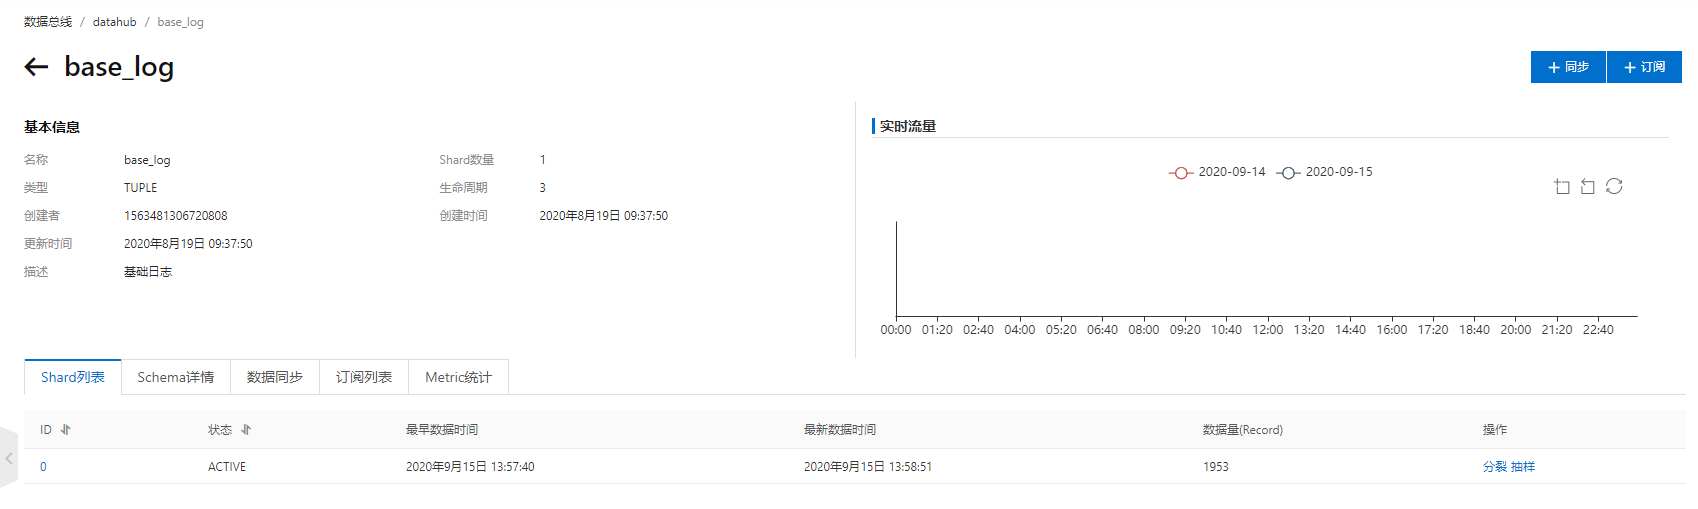 数据总线 / datahub / base_log
base_log
同步
订阅
基本信息
名称 base_log Shard数量 1
类型 TUPLE 生命周期 3
创建者 1563481306720808 创建时间 2020年8月19日 09:37:50
更新时间 2020年8月19日 09:37:50
描述 基础日志
实时流量
2020-09-14 2020-09-15
00:00 01:20 02:40 04:00 05:20 06:40 08:00 09:20 10:40 12:00 13:20 14:40 16:00 17:20 18:40 20:00 21:20 22:40
Shard列表 Schema详情 数据同步 订阅列表 Metric统计
ID 状态 最早数据时间 最新数据时间 数据量(Record) 操作
0 ACTIVE 2020年9月15日 13:57:40 2020年9月15日 13:58:51 1953 分裂 抽样